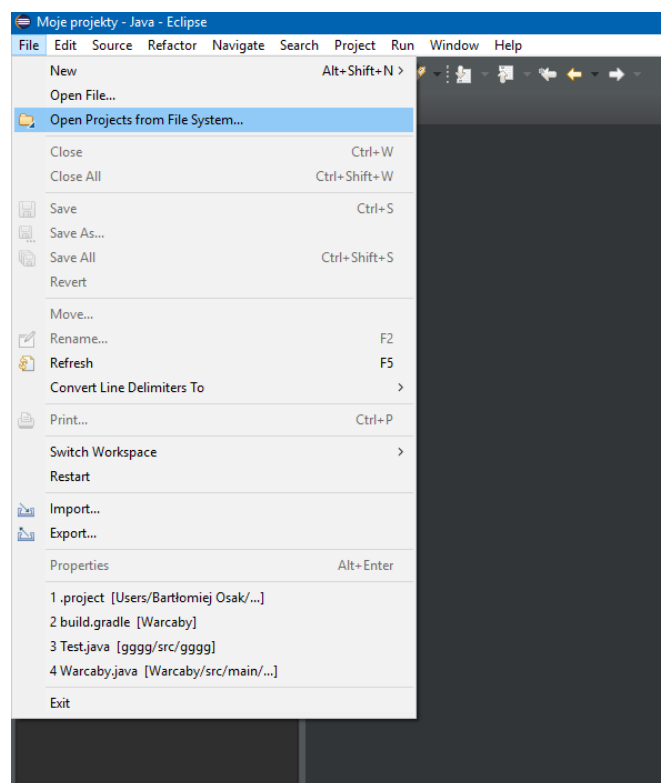 Moje projekty - Java - Eclipse
File Edit Source Refactor Navigate Search Project Run Window Help
New Alt+Shift+N >
Open File...
Open Projects from File System...
Close Ctrl+W
Close All Ctrl+Shift+W
Save Ctrl+S
Save As...
Save All Ctrl+Shift+S
Revert
Move...
Rename... F2
Refresh F5
Convert Line Delimiters To >
Print... Ctrl+P
Switch Workspace >
Restart
Import...
Export...
Properties Alt+Enter
1 .project [Users/Bartłomiej Osak/...]
2 build.gradle [Warcaby]
3 Test.java [gggg/src/gggg]
4 Warcaby.java [Warcaby/src/main/...]
Exit